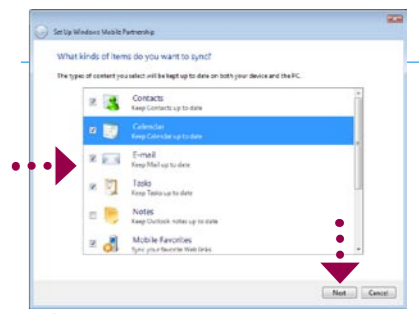 Set Up Windows Mobile Partnership
What kinds of items do you want to sync?
The types of content you select will be kept up to date on both your device and the PC.
Contacts
Keep Contacts up to date
Calendar
Keep Calendar up to date
E-mail
Keep Mail up to date
Tasks
Keep Tasks up to date
Notes
Keep Outlook notes up to date
Mobile Favorites
Sync your favorite Web links
Next Cancel